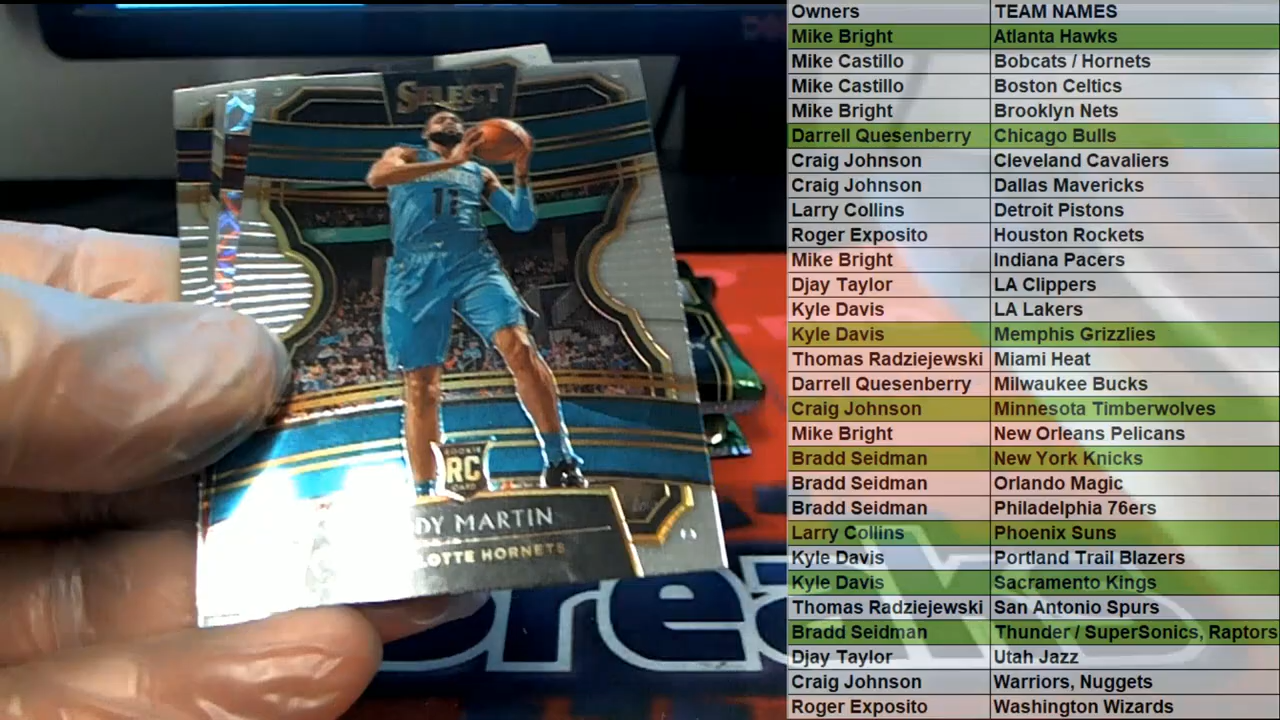 SELECT
11
ROOKIE
RC
CARD
DY MARTIN
LOTTE HORNETS
reaks
Owners TEAM NAMES
Mike Bright Atlanta Hawks
Mike Castillo Bobcats / Hornets
Mike Castillo Boston Celtics
Mike Bright Brooklyn Nets
Darrell Quesenberry Chicago Bulls
Craig Johnson Cleveland Cavaliers
Craig Johnson Dallas Mavericks
Larry Collins Detroit Pistons
Roger Exposito Houston Rockets
Mike Bright Indiana Pacers
Djay Taylor LA Clippers
Kyle Davis LA Lakers
Kyle Davis Memphis Grizzlies
Thomas Radziejewski Miami Heat
Darrell Quesenberry Milwaukee Bucks
Craig Johnson Minnesota Timberwolves
Mike Bright New Orleans Pelicans
Bradd Seidman New York Knicks
Bradd Seidman Orlando Magic
Bradd Seidman Philadelphia 76ers
Larry Collins Phoenix Suns
Kyle Davis Portland Trail Blazers
Kyle Davis Sacramento Kings
Thomas Radziejewski San Antonio Spurs
Bradd Seidman Thunder / SuperSonics, Raptors
Djay Taylor Utah Jazz
Craig Johnson Warriors, Nuggets
Roger Exposito Washington Wizards